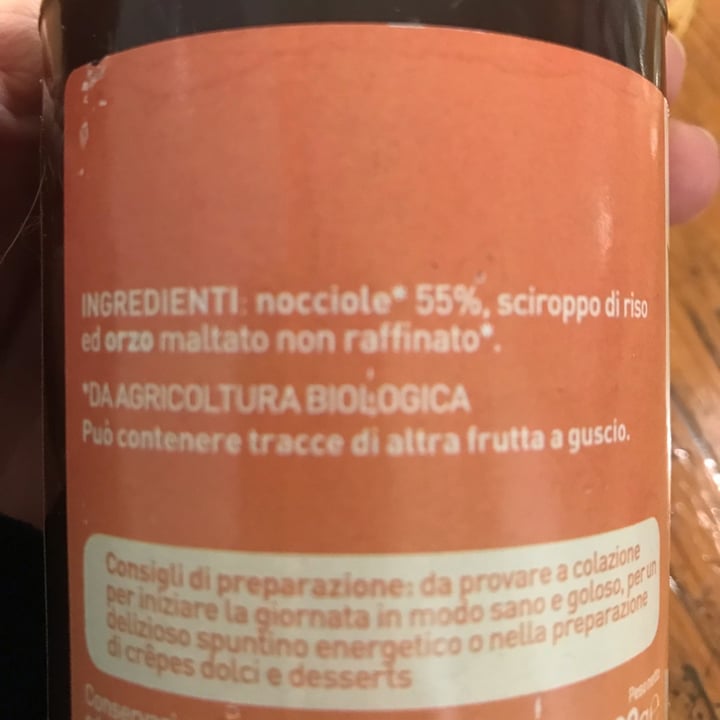 INGREDIENTI: nocciole* 55%, sciroppo di riso
ed orzo maltato non raffinato*.
*DA AGRICOLTURA BIOLOGICA
Può contenere tracce di altra frutta a guscio.
Consigli di preparazione: da provare a colazione
per iniziare la giornata in modo sano e goloso, per un
delizioso spuntino energetico o nella preparazione
di crêpes dolci e desserts
Peso netto